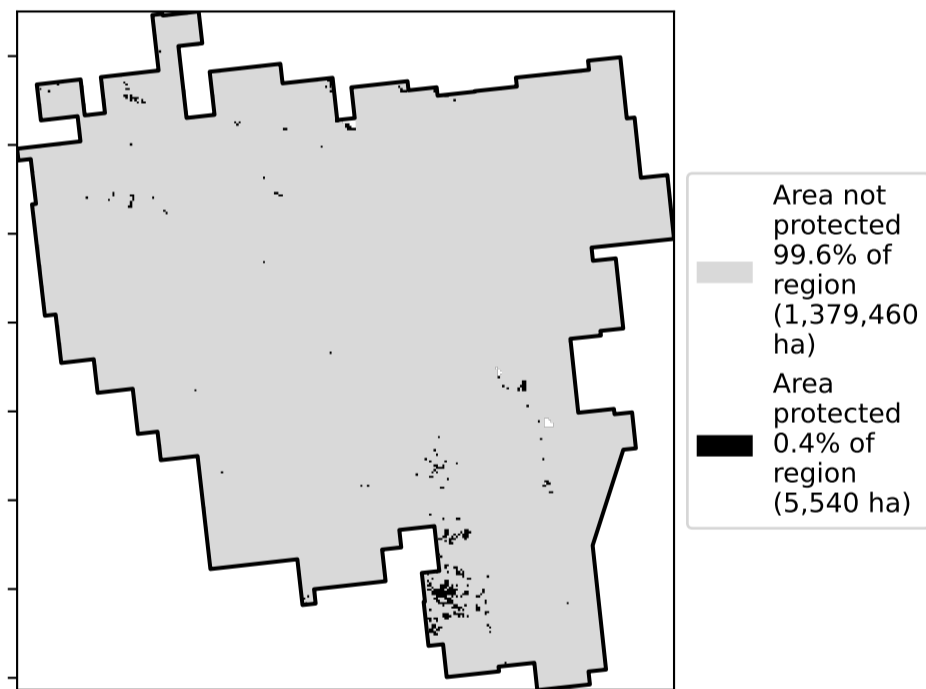 Area not
protected
99.6% of
region
(1,379,460
ha)
Area
protected
0.4% of
region
(5,540 ha)